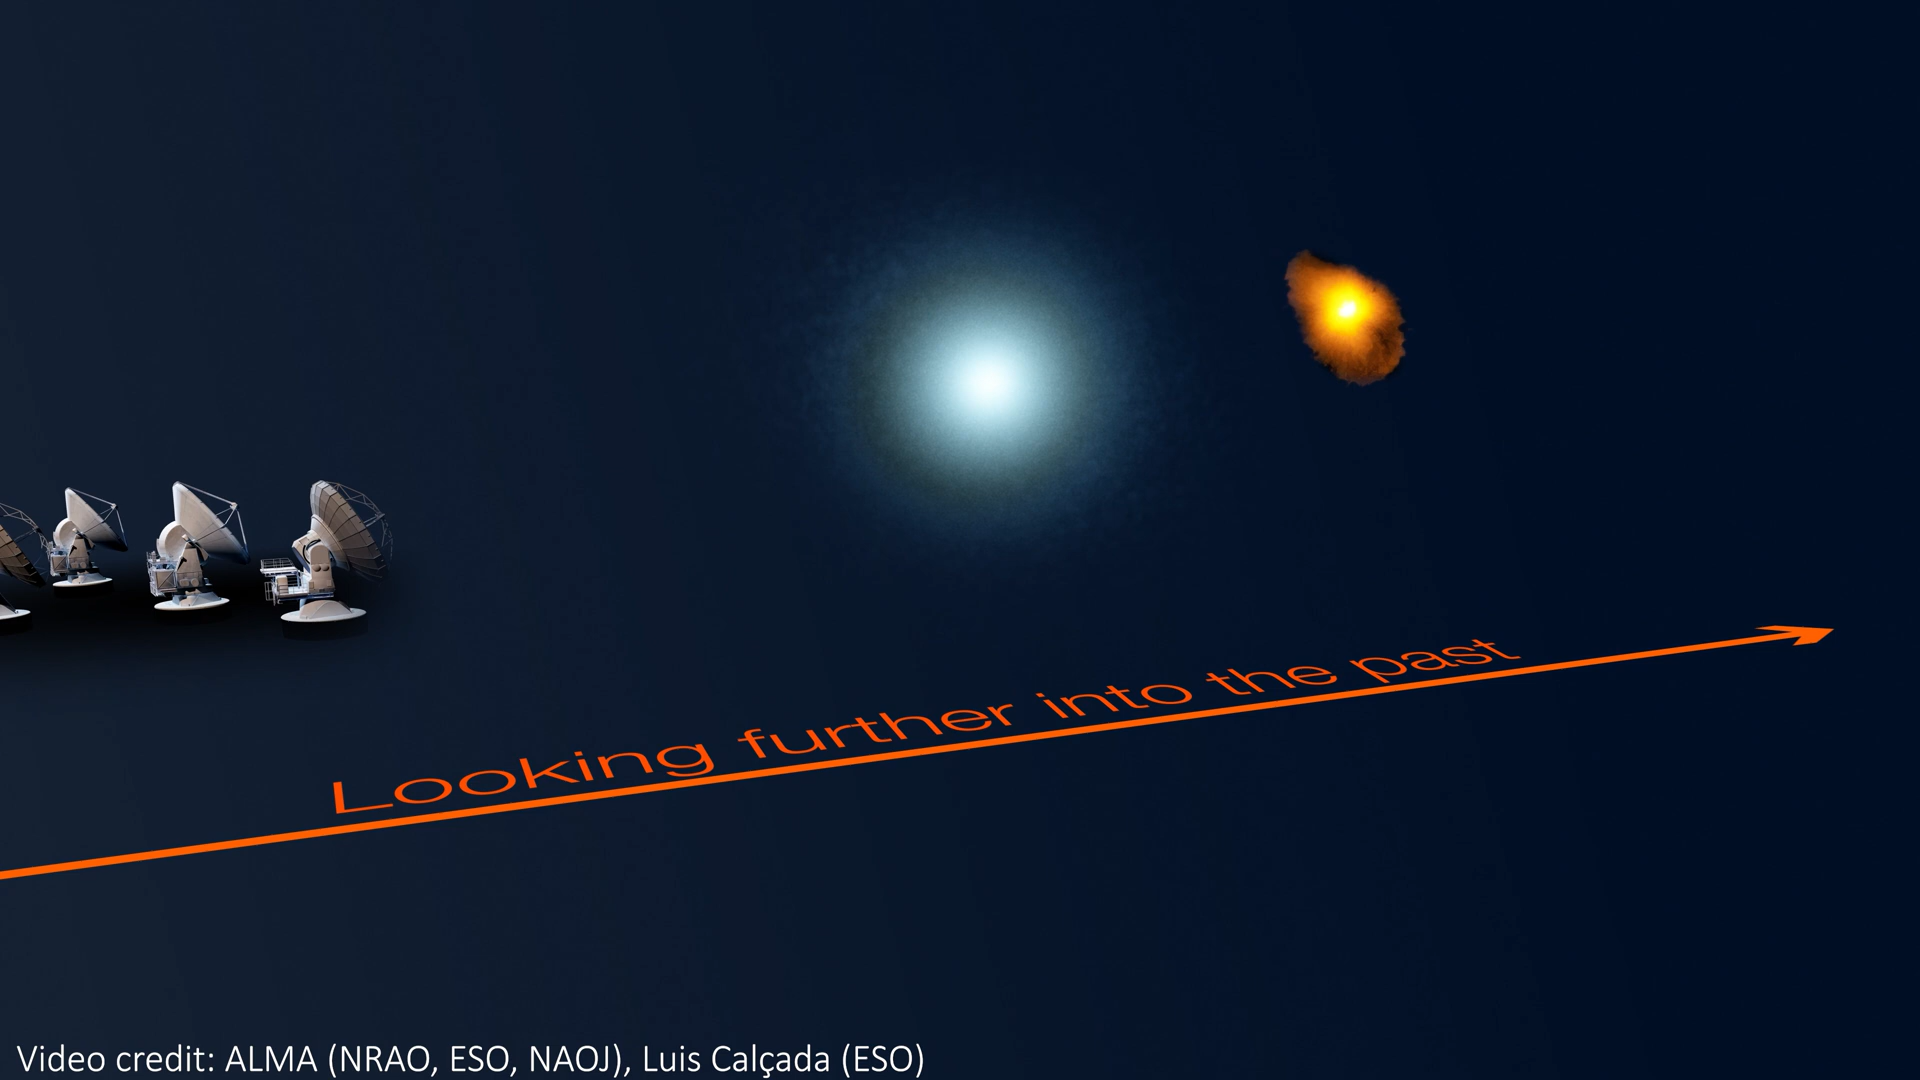 Looking further into the past
Video credit: ALMA (NRAO, ESO, NAOJ), Luis Calçada (ESO)